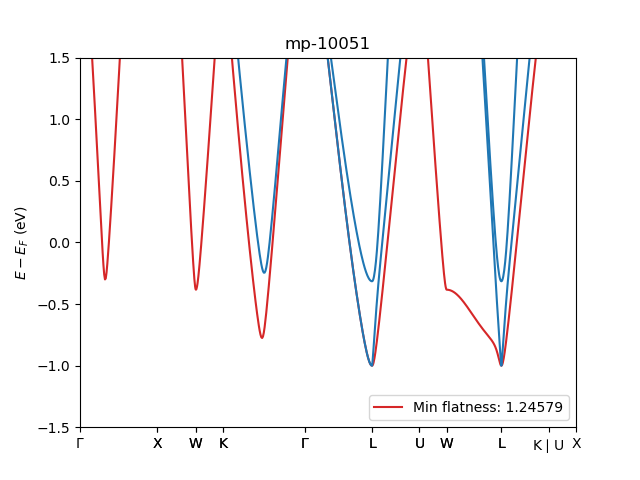 mp-10051
1.5
1.0
0.5
0.0
−0.5
−1.0
−1.5
E − E_F (eV)
Min flatness: 1.24579
Γ X W K Γ L U W L K | U X